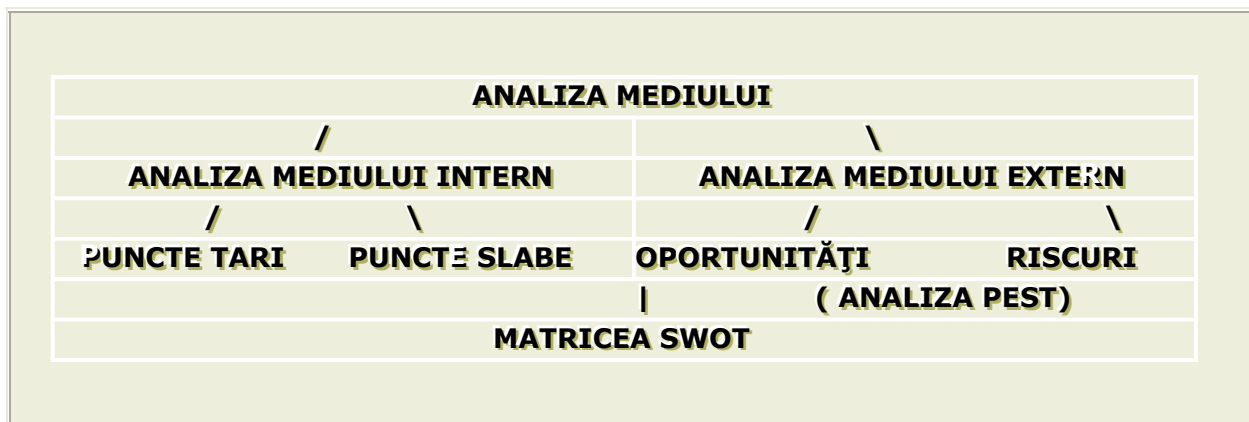 ANALIZA MEDIULUI
/ \
ANALIZA MEDIULUI INTERN ANALIZA MEDIULUI EXTERN
/ \ / \
PUNCTE TARI PUNCTE SLABE OPORTUNITĂŢI RISCURI
| ( ANALIZA PEST)
MATRICEA SWOT